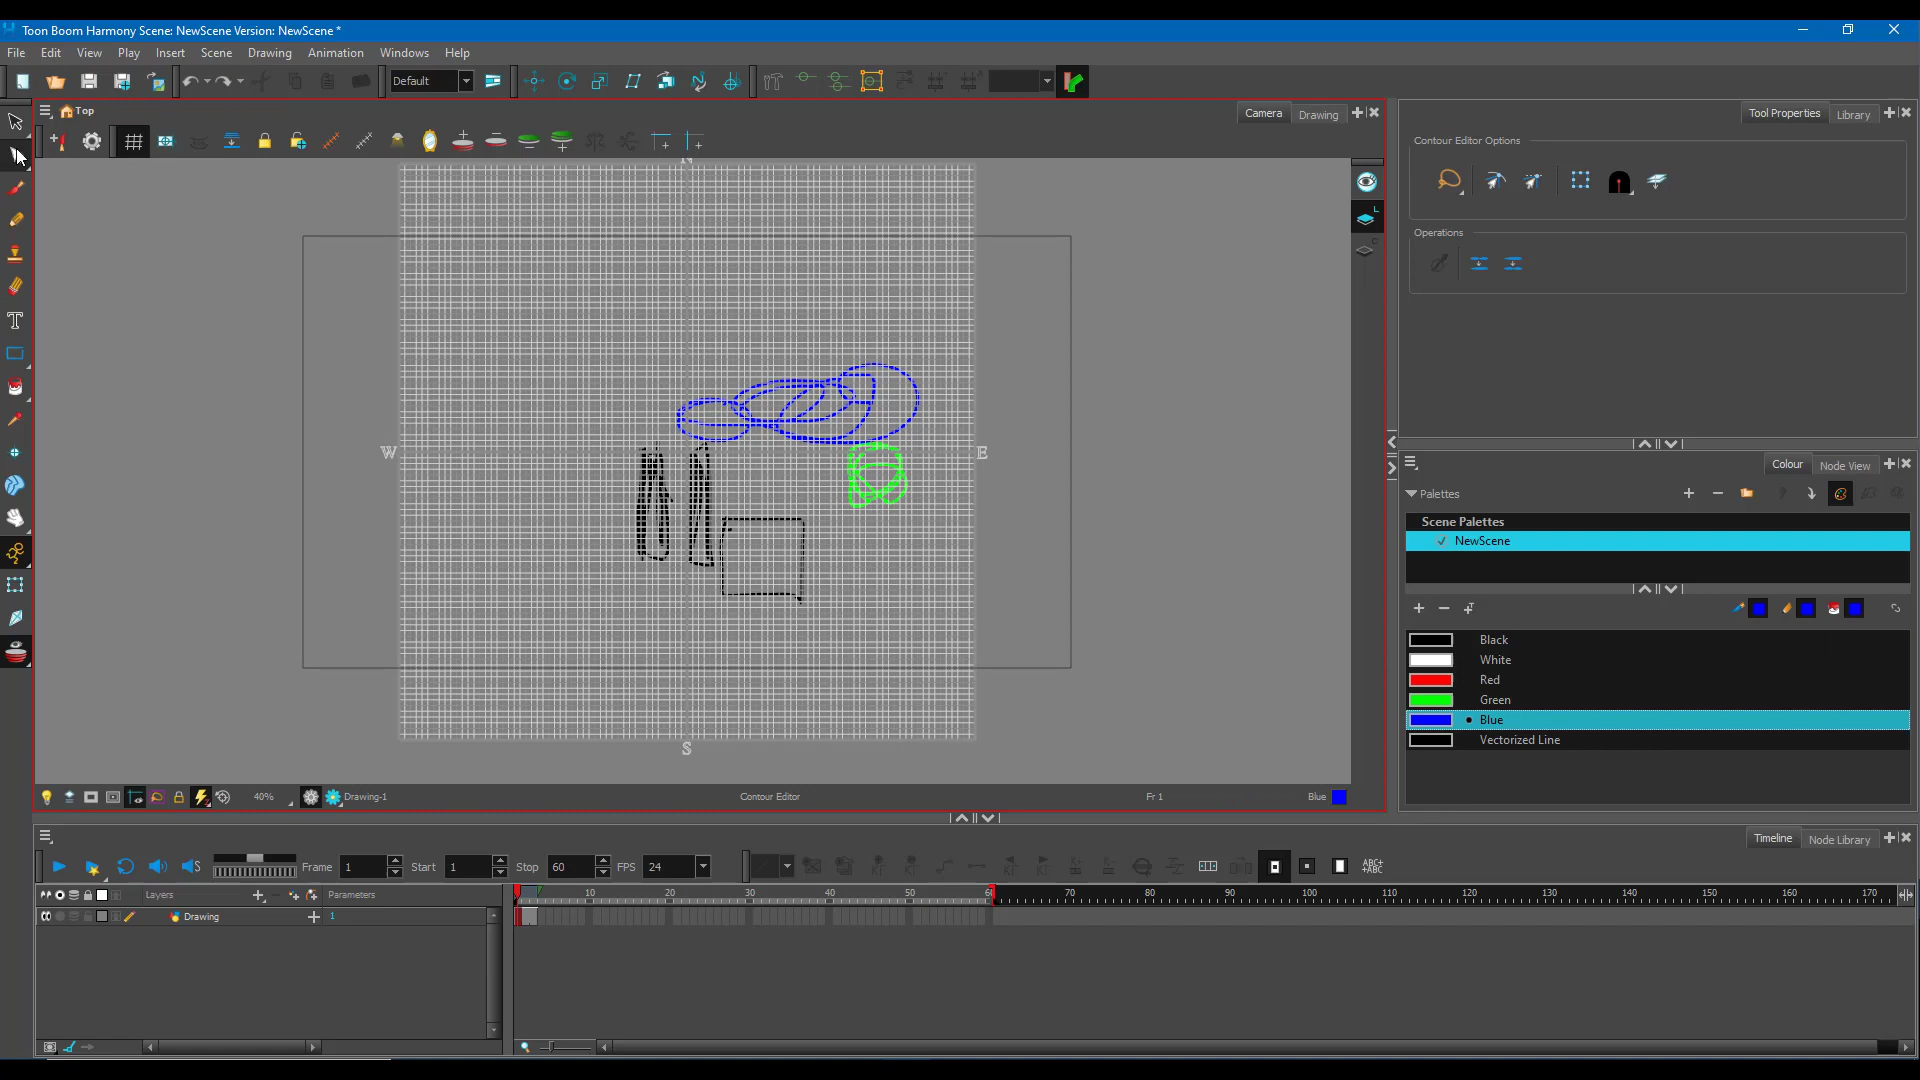 Toon Boom Harmony Scene: NewScene Version: NewScene *
File Edit View Play Insert Scene Drawing Animation Windows Help
Default
Top
Camera
Drawing
Tool Properties
Library
Contour Editor Options
Operations
N
W
E
S
Colour
Node View
Palettes
Scene Palettes
NewScene
Black
White
Red
Green
Blue
Vectorized Line
40%
Drawing-1
Contour Editor
Fr 1
Blue
Timeline
Node Library
Frame 1 Start 1 Stop 60 FPS 24
ABC
ABC
Layers
Parameters
10 20 30 40 50 60 70 80 90 100 110 120 130 140 150 160 170
Drawing
1